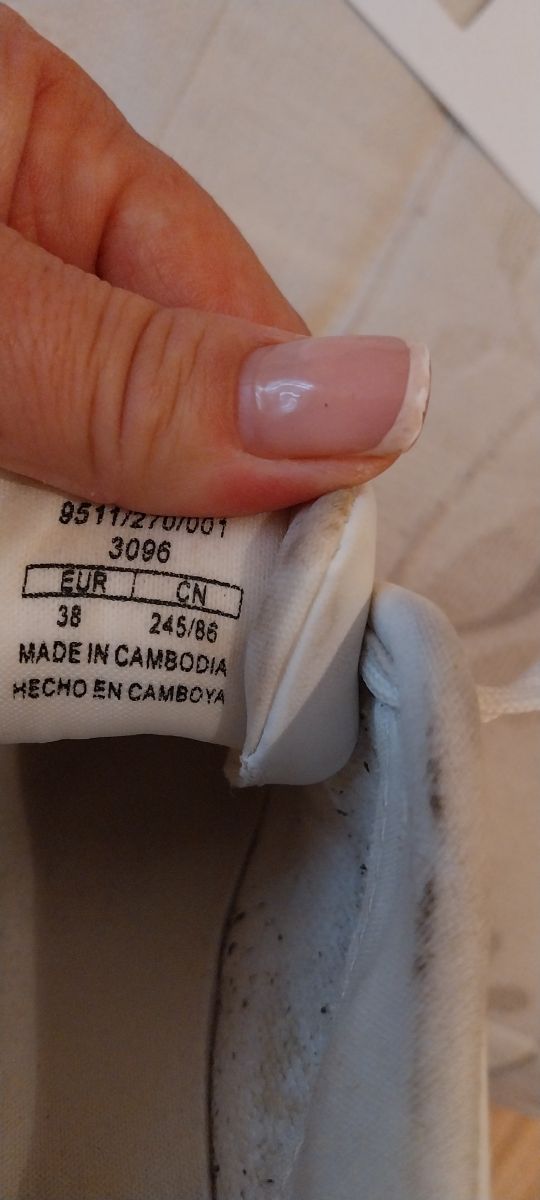 9511/270/001
3096
EUR CN
38 245/86
MADE IN CAMBODIA
HECHO EN CAMBOYA